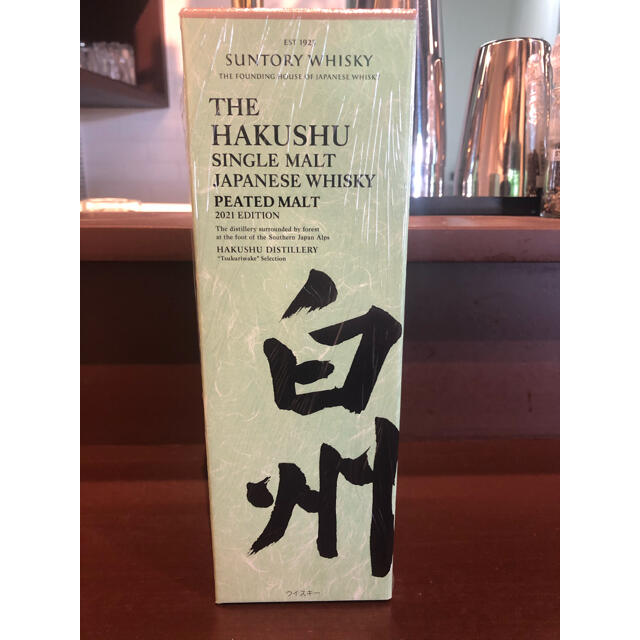 EST 1923
SUNTORY WHISKY
THE FOUNDING HOUSE OF JAPANESE WHISKY
THE
HAKUSHU
SINGLE MALT
JAPANESE WHISKY
PEATED MALT
2021 EDITION
The distillery surrounded by forest
at the foot of the Southern Japan Alps
HAKUSHU DISTILLERY
"Tsukuriwake" Selection
白
州
ウイスキー